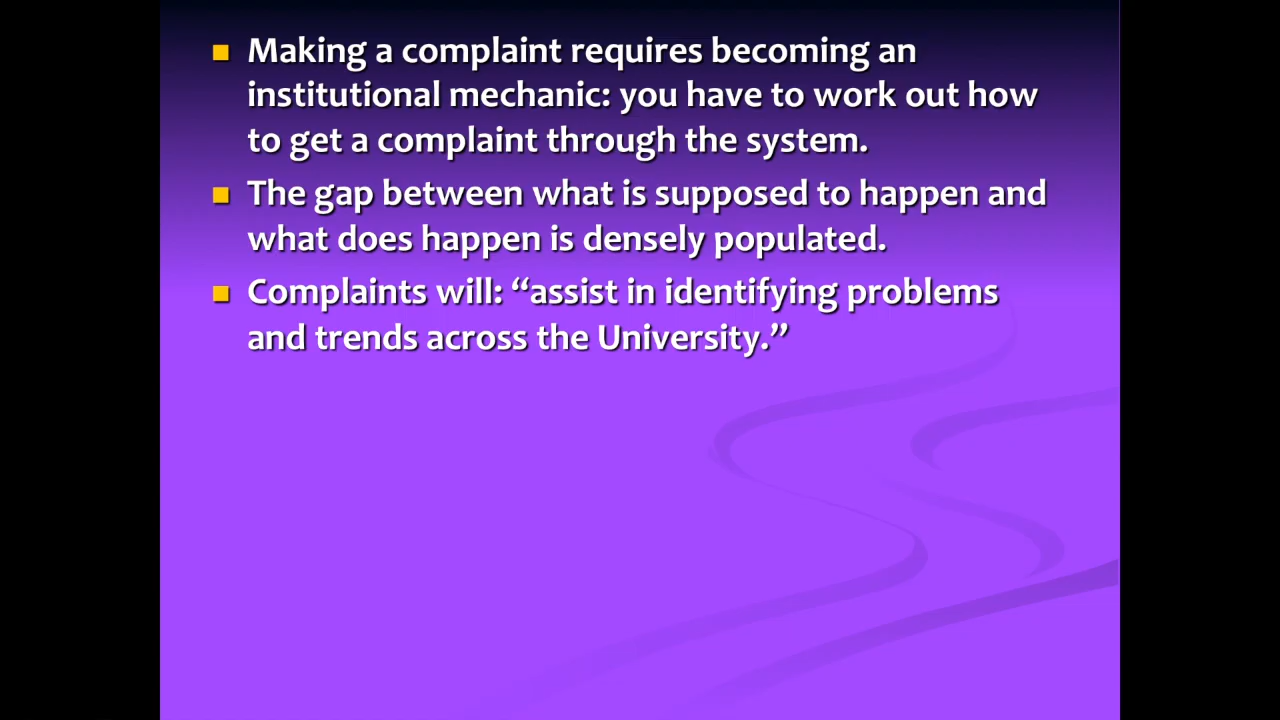 Making a complaint requires becoming an
institutional mechanic: you have to work out how
to get a complaint through the system.
The gap between what is supposed to happen and
what does happen is densely populated.
Complaints will: “assist in identifying problems
and trends across the University.”